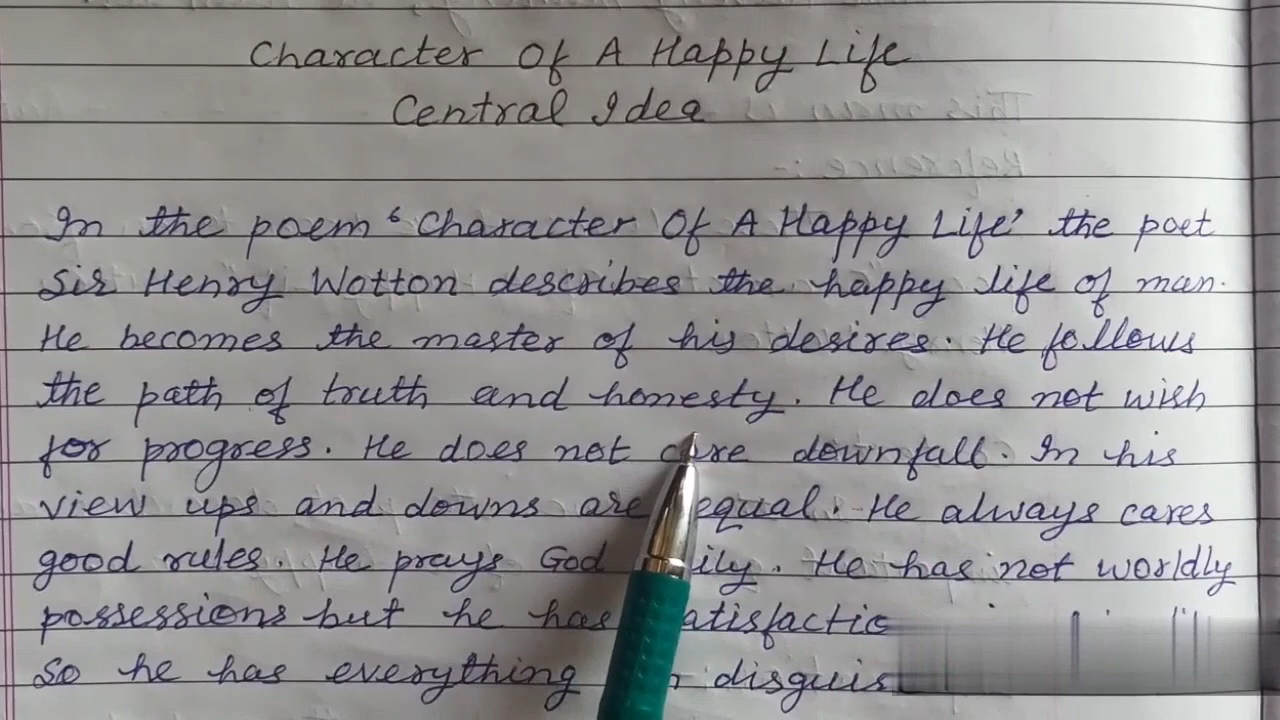 Character Of A Happy Life
Central Idea
In the poem ‘Character Of A Happy Life’ the poet
Sir Henry Wotton describes the happy life of man.
He becomes the master of his desires. He follows
the path of truth and honesty. He does not wish
for progress. He does not care downfall. In his
view ups and downs are equal. He always cares
good rules. He prays God
He has not worldly
possessions but he has
So he has everything